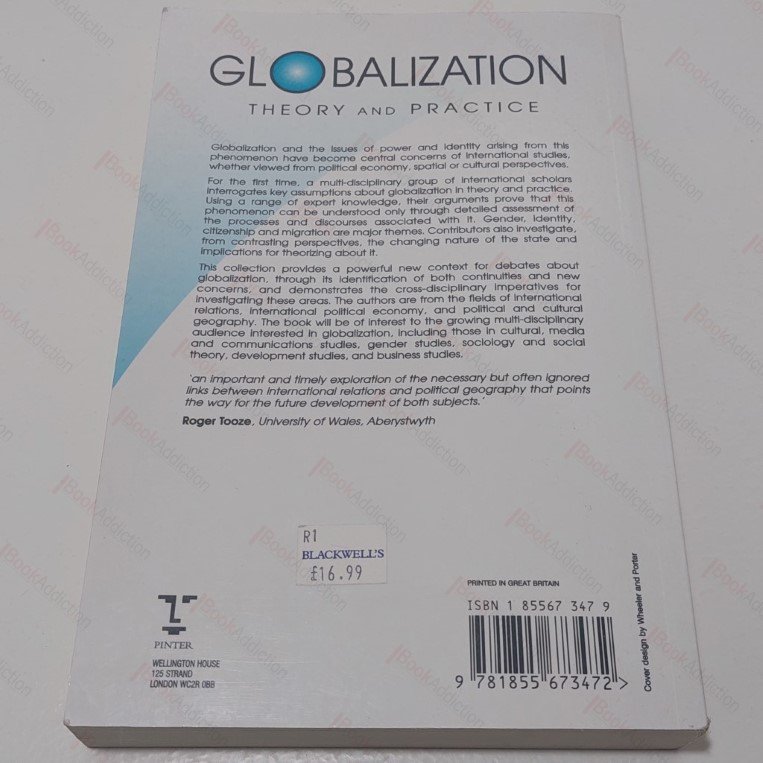 GLOBALIZATION
THEORY AND PRACTICE
Globalization and the issues of power and identity arising from this
phenomenon have become central concerns of international studies,
whether viewed from political economy, spatial or cultural perspectives.
For the first time, a multi-disciplinary group of international scholars
interrogates key assumptions about globalization in theory and practice.
Using a range of expert knowledge, their arguments prove that this
phenomenon can be understood only through detailed assessment of
the processes and discourses associated with it. Gender, identity,
citizenship and migration are major themes. Contributors also investigate,
from contrasting perspectives, the changing nature of the state and
implications for theorizing about it.
This collection provides a powerful new context for debates about
globalization, through its identification of both continuities and new
concerns, and demonstrates the cross-disciplinary imperatives for
investigating these areas. The authors are from the fields of international
relations, international political economy, and political and cultural
geography. The book will be of interest to the growing multi-disciplinary
audience interested in globalization, including those in cultural, media
and communications studies, gender studies, sociology and social
theory, development studies, and business studies.
'an important and timely exploration of the necessary but often ignored
links between international relations and political geography that points
the way for the future development of both subjects.'
Roger Tooze, University of Wales, Aberystwyth
R1
BLACKWELL'S
£16.99
PINTER
WELLINGTON HOUSE
125 STRAND
LONDON WC2R 0BB
PRINTED IN GREAT BRITAIN
ISBN 1 85567 347 9
9 781855 673472 >
Cover design by Wheeler and Porter
BookAddiction